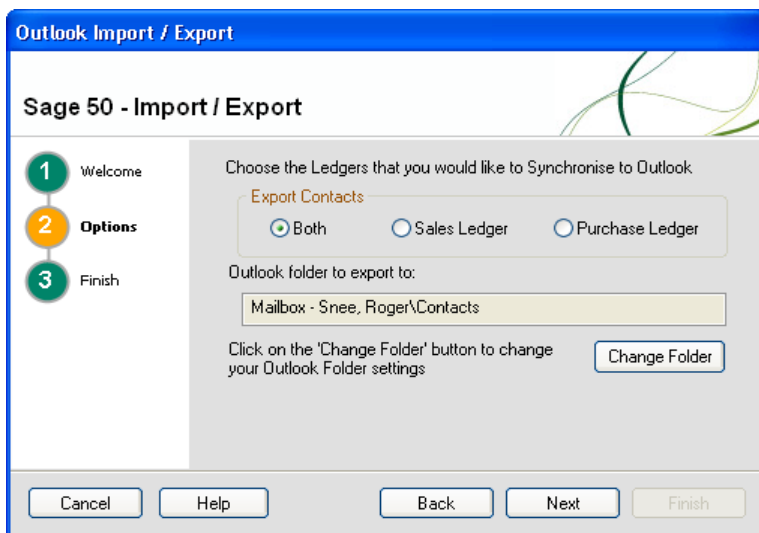 Outlook Import / Export
Sage 50 - Import / Export
1 Welcome
2 Options
3 Finish
Choose the Ledgers that you would like to Synchronise to Outlook
Export Contacts
Both Sales Ledger Purchase Ledger
Outlook folder to export to:
Mailbox - Snee, Roger\Contacts
Click on the 'Change Folder' button to change
your Outlook Folder settings
Change Folder
Cancel Help Back Next Finish